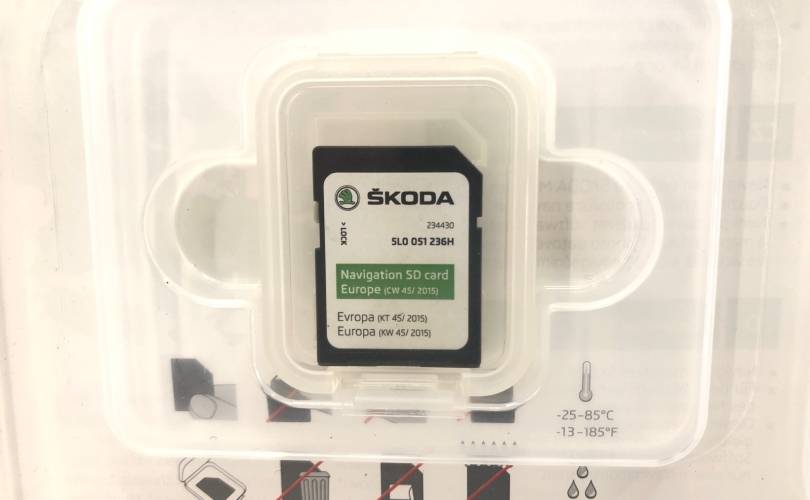 ŠKODA
234430
> LOCK
5L0 051 236H
Navigation SD card
Europe (CW 45/ 2015)
Evropa (KT 45/ 2015)
Europa (KW 45/ 2015)
-25-85°C
-13-185°F